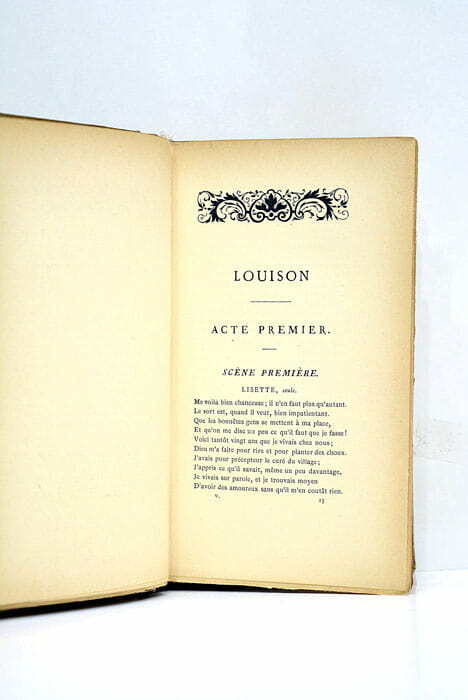 LOUISON
ACTE PREMIER.
SCÈNE PREMIÈRE.
LISETTE, seule.
Me voilà bien chanceuse; il n'en faut plus qu'autant.
Le sort est, quand il veut, bien impatientant.
Que les honnêtes gens se mettent à ma place,
Et qu'on me dise un peu ce qu'il faut que je fasse!
Voici tantôt vingt ans que je vivais chez nous;
Dieu m'a faite pour rire et pour planter des choux.
J'avais pour précepteur le curé du village;
J'appris ce qu'il savait, même un peu davantage.
Je vivais sur parole, et je trouvais moyen
D'avoir des amoureux sans qu'il m'en coutât rien.
V. 23